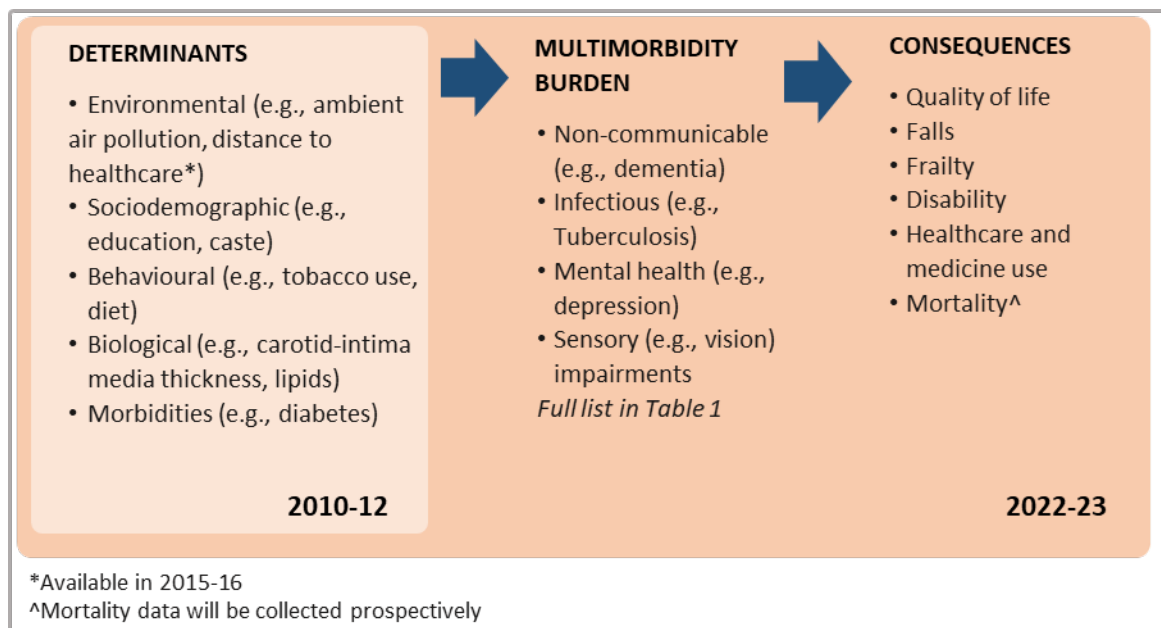 DETERMINANTS
• Environmental (e.g., ambient
air pollution, distance to
healthcare*)
• Sociodemographic (e.g.,
education, caste)
• Behavioural (e.g., tobacco use,
diet)
• Biological (e.g., carotid-intima
media thickness, lipids)
• Morbidities (e.g., diabetes)
2010-12
MULTIMORBIDITY
BURDEN
• Non-communicable
(e.g., dementia)
• Infectious (e.g.,
Tuberculosis)
• Mental health (e.g.,
depression)
• Sensory (e.g., vision)
impairments
Full list in Table 1
CONSEQUENCES
• Quality of life
• Falls
• Frailty
• Disability
• Healthcare and
medicine use
• Mortality^
2022-23
*Available in 2015-16
^Mortality data will be collected prospectively